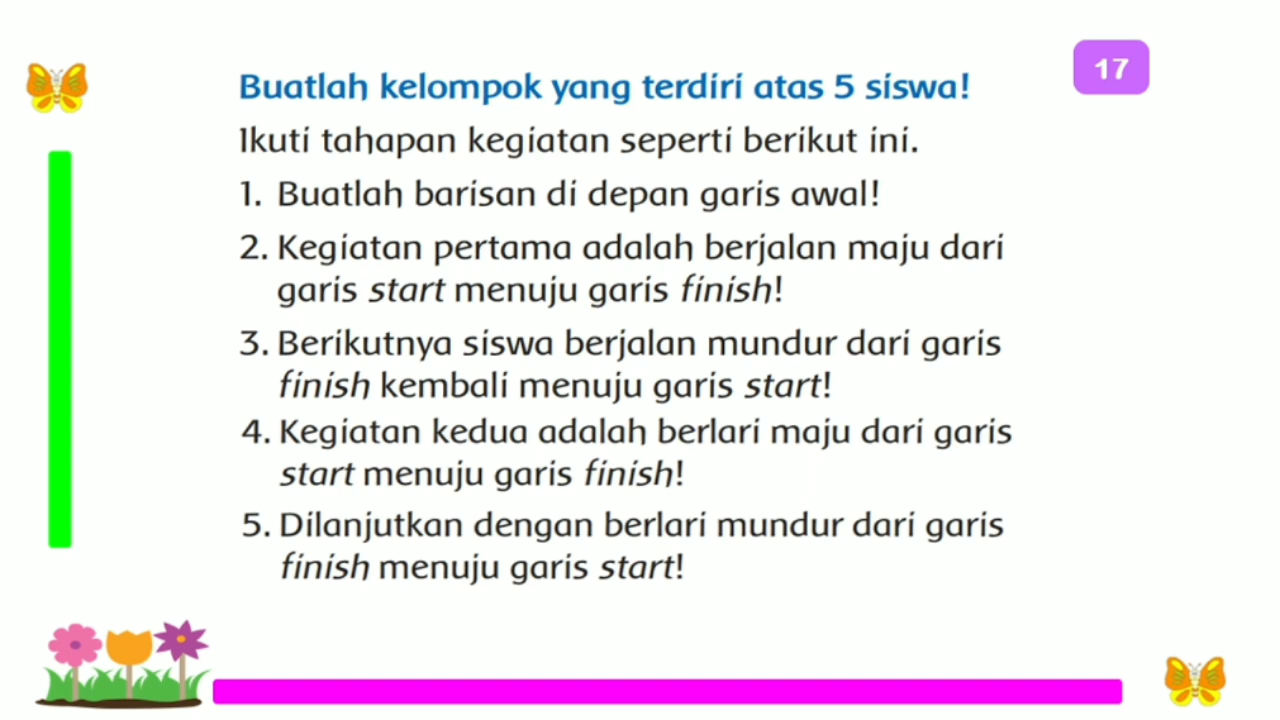 17
Buatlah kelompok yang terdiri atas 5 siswa!
Ikuti tahapan kegiatan seperti berikut ini.
1. Buatlah barisan di depan garis awal!
2. Kegiatan pertama adalah berjalan maju dari
garis start menuju garis finish!
3. Berikutnya siswa berjalan mundur dari garis
finish kembali menuju garis start!
4. Kegiatan kedua adalah berlari maju dari garis
start menuju garis finish!
5. Dilanjutkan dengan berlari mundur dari garis
finish menuju garis start!